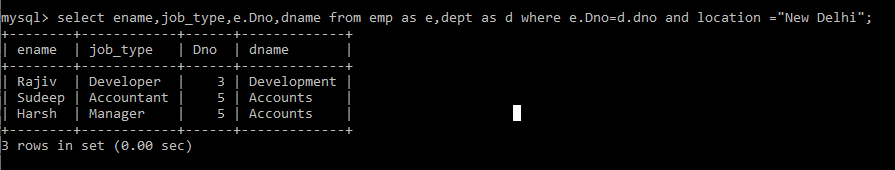 mysql> select ename,job_type,e.Dno,dname from emp as e,dept as d where e.Dno=d.dno and location ="New Delhi";
+--------+------------+------+-------------+
| ename  | job_type   | Dno  | dname       |
+--------+------------+------+-------------+
| Rajiv  | Developer  |    3 | Development |
| Sudeep | Accountant |    5 | Accounts    |
| Harsh  | Manager    |    5 | Accounts    |
+--------+------------+------+-------------+
3 rows in set (0.00 sec)